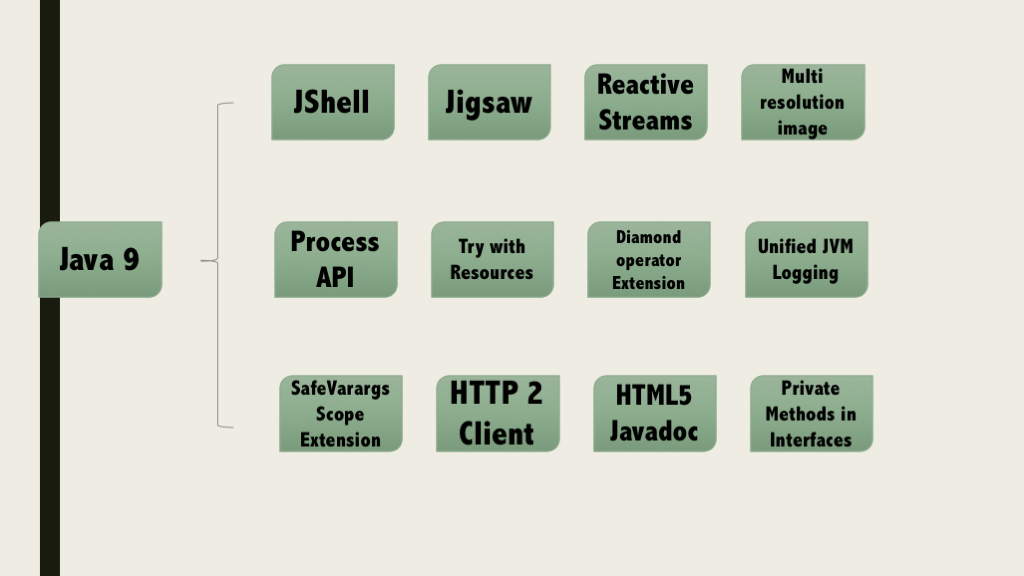 JShell
Jigsaw
Reactive
Streams
Multi
resolution
image
Java 9
Process
API
Try with
Resources
Diamond
operator
Extension
Unified JVM
Logging
SafeVarargs
Scope
Extension
HTTP 2
Client
HTML5
Javadoc
Private
Methods in
Interfaces